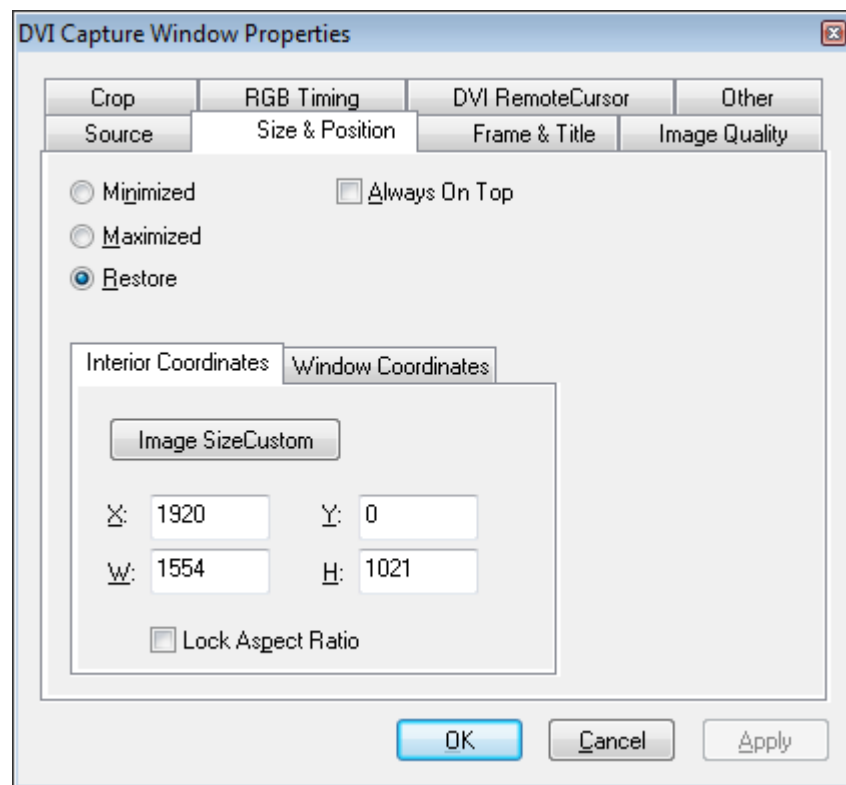 DVI Capture Window Properties
Crop RGB Timing DVI RemoteCursor Other
Source Size & Position Frame & Title Image Quality
Minimized Always On Top
Maximized
Restore
Interior Coordinates Window Coordinates
Image SizeCustom
X: 1920 Y: 0
W: 1554 H: 1021
Lock Aspect Ratio
OK Cancel Apply